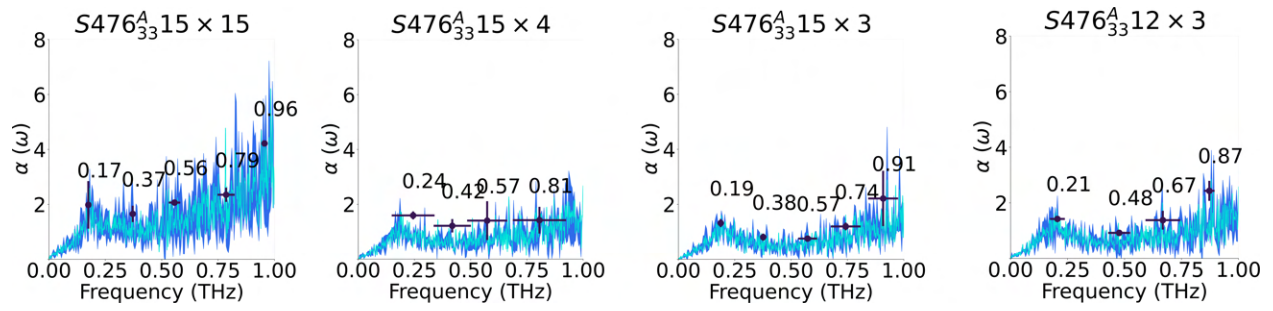 S476^A_33 15 × 15
8
6
4
2
α (ω)
0.17
0.37
0.56
0.79
0.96
0.00 0.25 0.50 0.75 1.00
Frequency (THz)
S476^A_33 15 × 4
8
6
4
2
α (ω)
0.24
0.42
0.57
0.81
0.00 0.25 0.50 0.75 1.00
Frequency (THz)
S476^A_33 15 × 3
8
6
4
2
α (ω)
0.19
0.38
0.57
0.74
0.91
0.00 0.25 0.50 0.75 1.00
Frequency (THz)
S476^A_33 12 × 3
8
6
4
2
α (ω)
0.21
0.48
0.67
0.87
0.00 0.25 0.50 0.75 1.00
Frequency (THz)